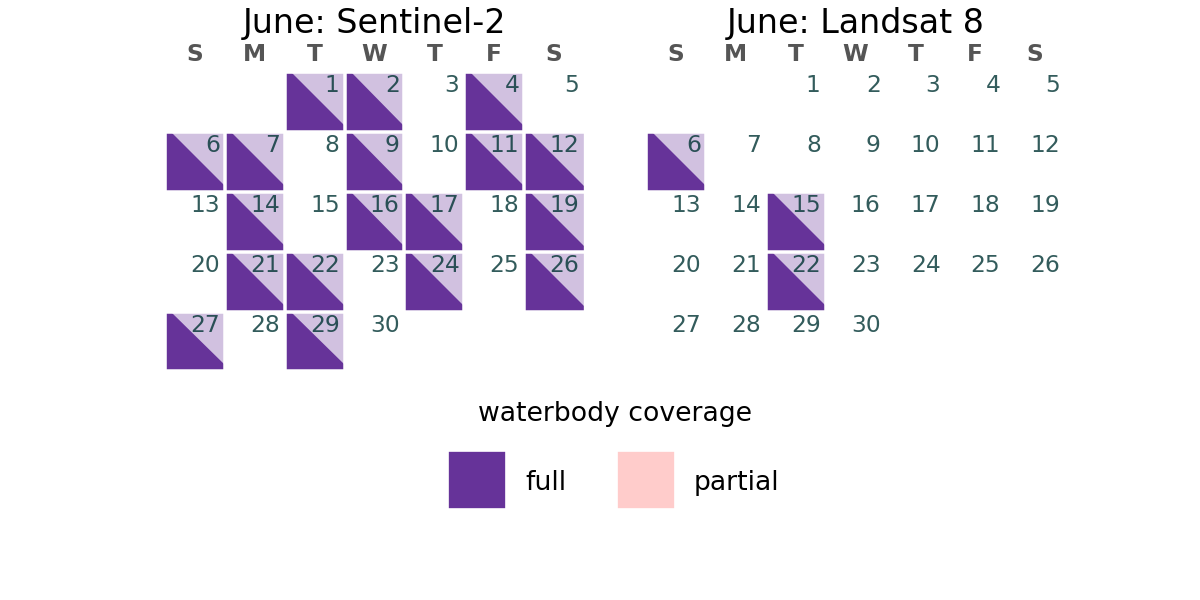 June: Sentinel-2
S M T W T F S
1 2 3 4 5
6 7 8 9 10 11 12
13 14 15 16 17 18 19
20 21 22 23 24 25 26
27 28 29 30
June: Landsat 8
S M T W T F S
1 2 3 4 5
6 7 8 9 10 11 12
13 14 15 16 17 18 19
20 21 22 23 24 25 26
27 28 29 30
waterbody coverage
full partial